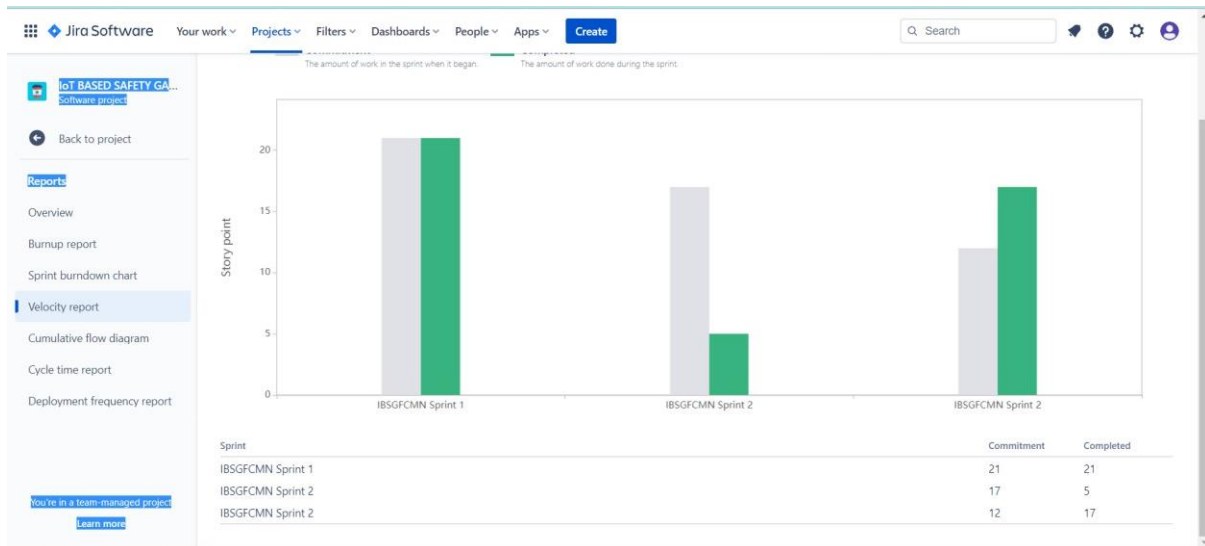 Jira Software Your work Projects Filters Dashboards People Apps Create Search
The amount of work in the sprint when it began. The amount of work done during the sprint.
IoT BASED SAFETY GA...
Software project
Back to project
Reports
Overview
Burnup report
Sprint burndown chart
Velocity report
Cumulative flow diagram
Cycle time report
Deployment frequency report
You're in a team-managed project
Learn more
Story point
20
15
10
5
0
IBSGFCMN Sprint 1 IBSGFCMN Sprint 2 IBSGFCMN Sprint 2
Sprint Commitment Completed
IBSGFCMN Sprint 1 21 21
IBSGFCMN Sprint 2 17 5
IBSGFCMN Sprint 2 12 17